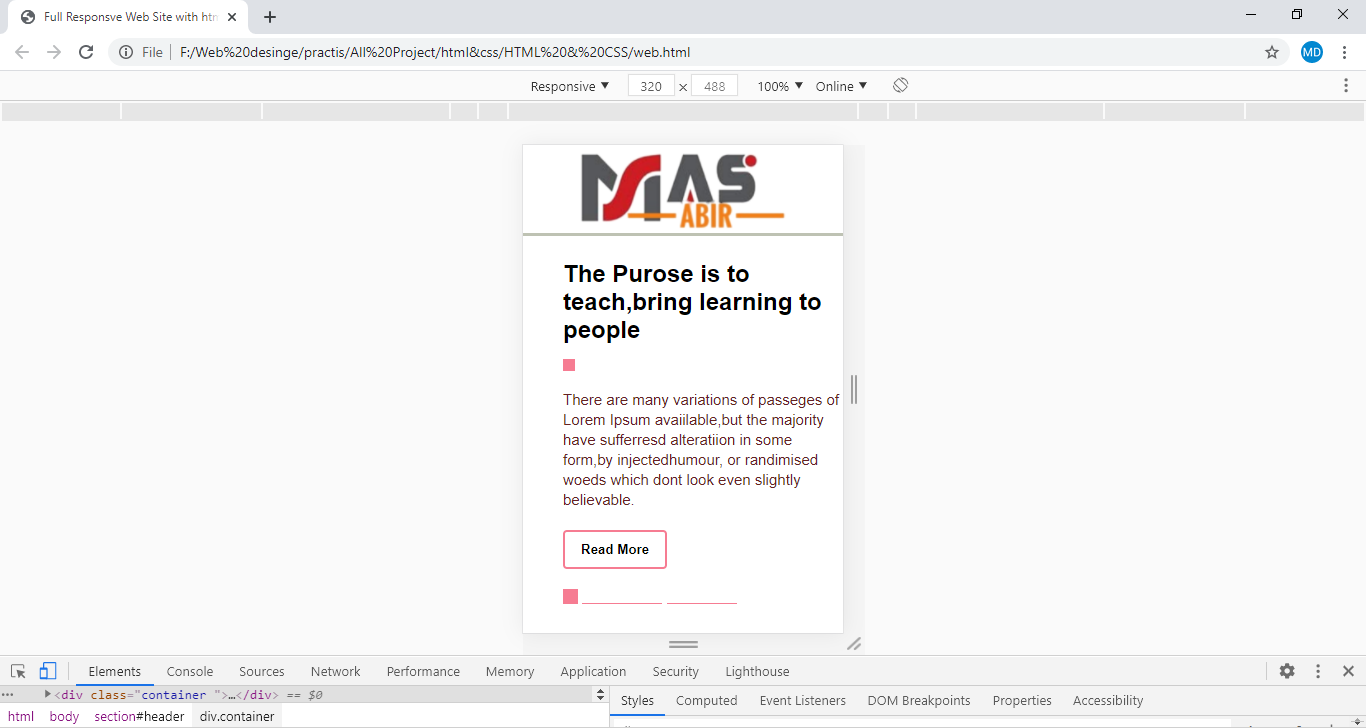 Full Responsve Web Site with htm
File F:/Web%20desinge/practis/All%20Project/html&css/HTML%20&%20CSS/web.html MD
Responsive ▼ 320 × 488 100% ▼ Online ▼
MAS
ABIR
The Purose is to
teach,bring learning to
people
There are many variations of passeges of
Lorem Ipsum avaiilable,but the majority
have sufferresd alteratiion in some
form,by injectedhumour, or randimised
woeds which dont look even slightly
believable.
Read More
Elements Console Sources Network Performance Memory Application Security Lighthouse
<div class="container ">…</div> == $0
Styles Computed Event Listeners DOM Breakpoints Properties Accessibility
html body section#header div.container